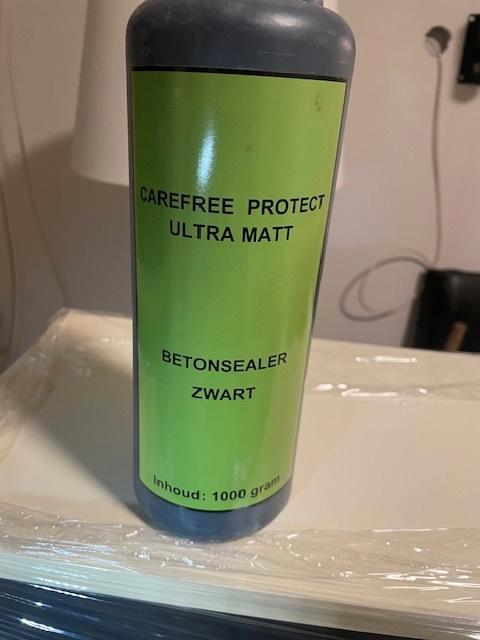 CAREFREE PROTECT
ULTRA MATT
BETONSEALER
ZWART
Inhoud: 1000 gram